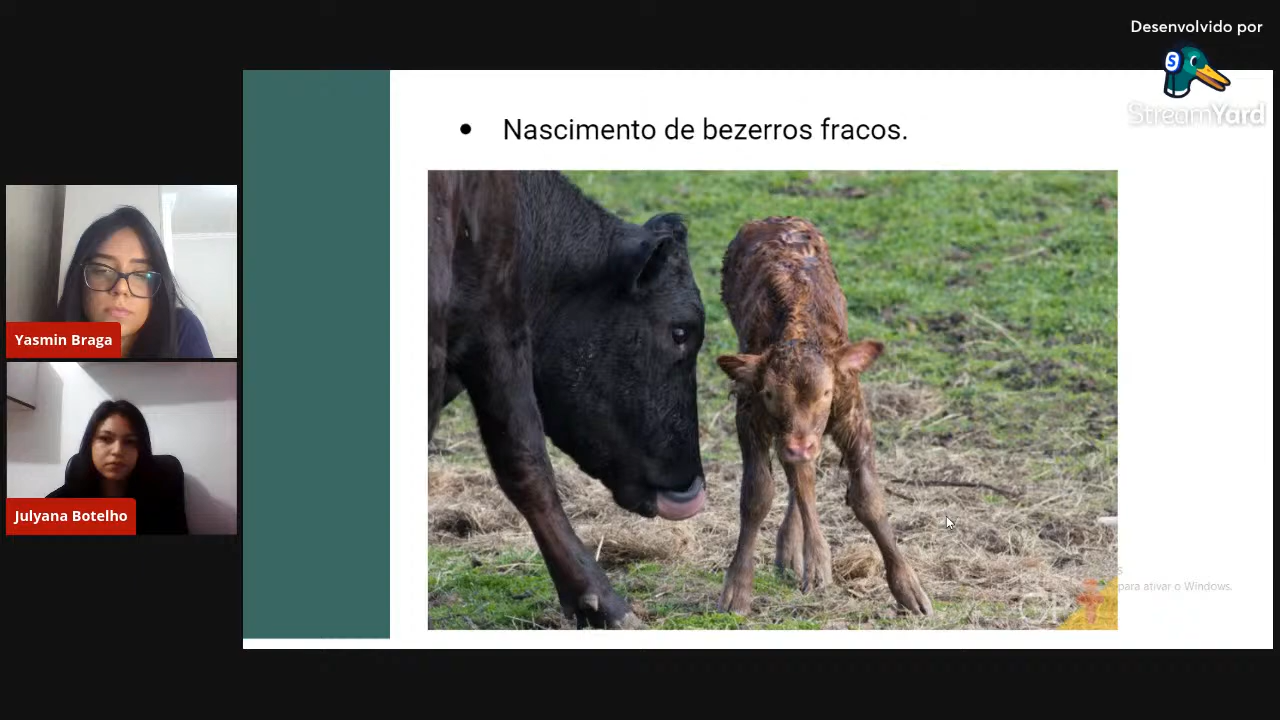 Desenvolvido por
StreamYard
• Nascimento de bezerros fracos.
Yasmin Braga
Julyana Botelho
para ativar o Windows.